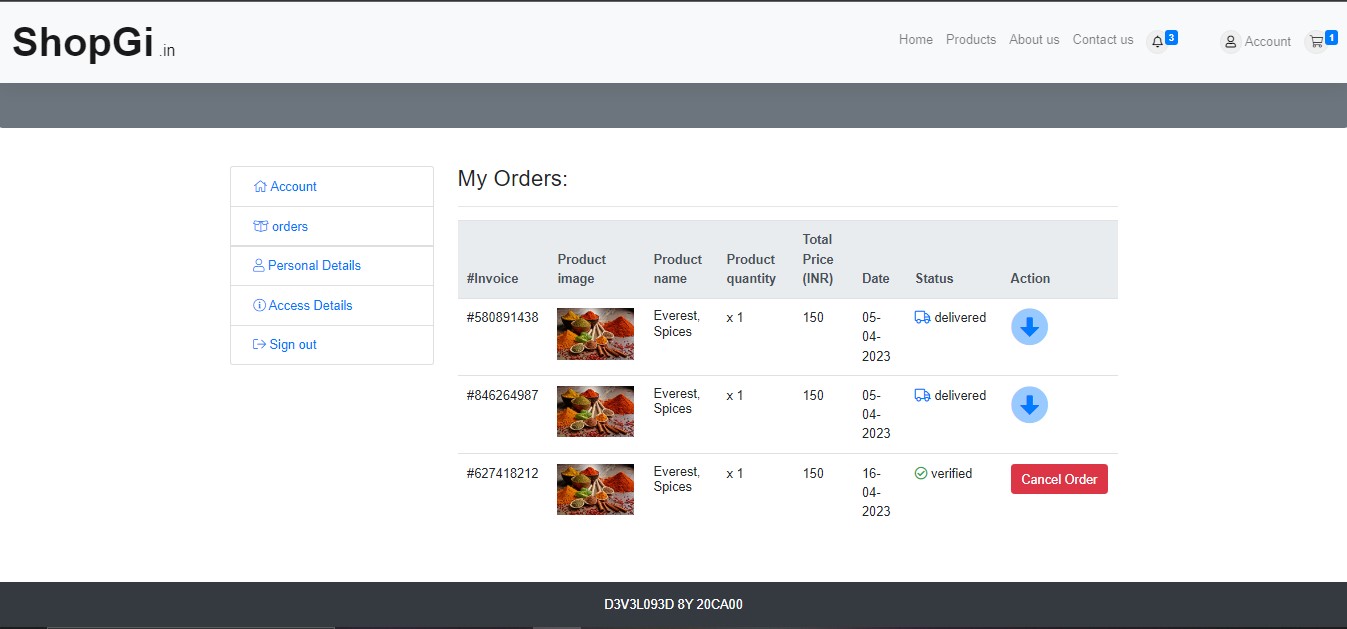 ShopGi .in
Home Products About us Contact us 3 Account 1
Account
orders
Personal Details
Access Details
Sign out
My Orders:
#Invoice Product image Product name Product quantity Total Price (INR) Date Status Action
#580891438 Everest, Spices x 1 150 05-04-2023 delivered
#846264987 Everest, Spices x 1 150 05-04-2023 delivered
#627418212 Everest, Spices x 1 150 16-04-2023 verified Cancel Order
D3V3L093D 8Y 20CA00